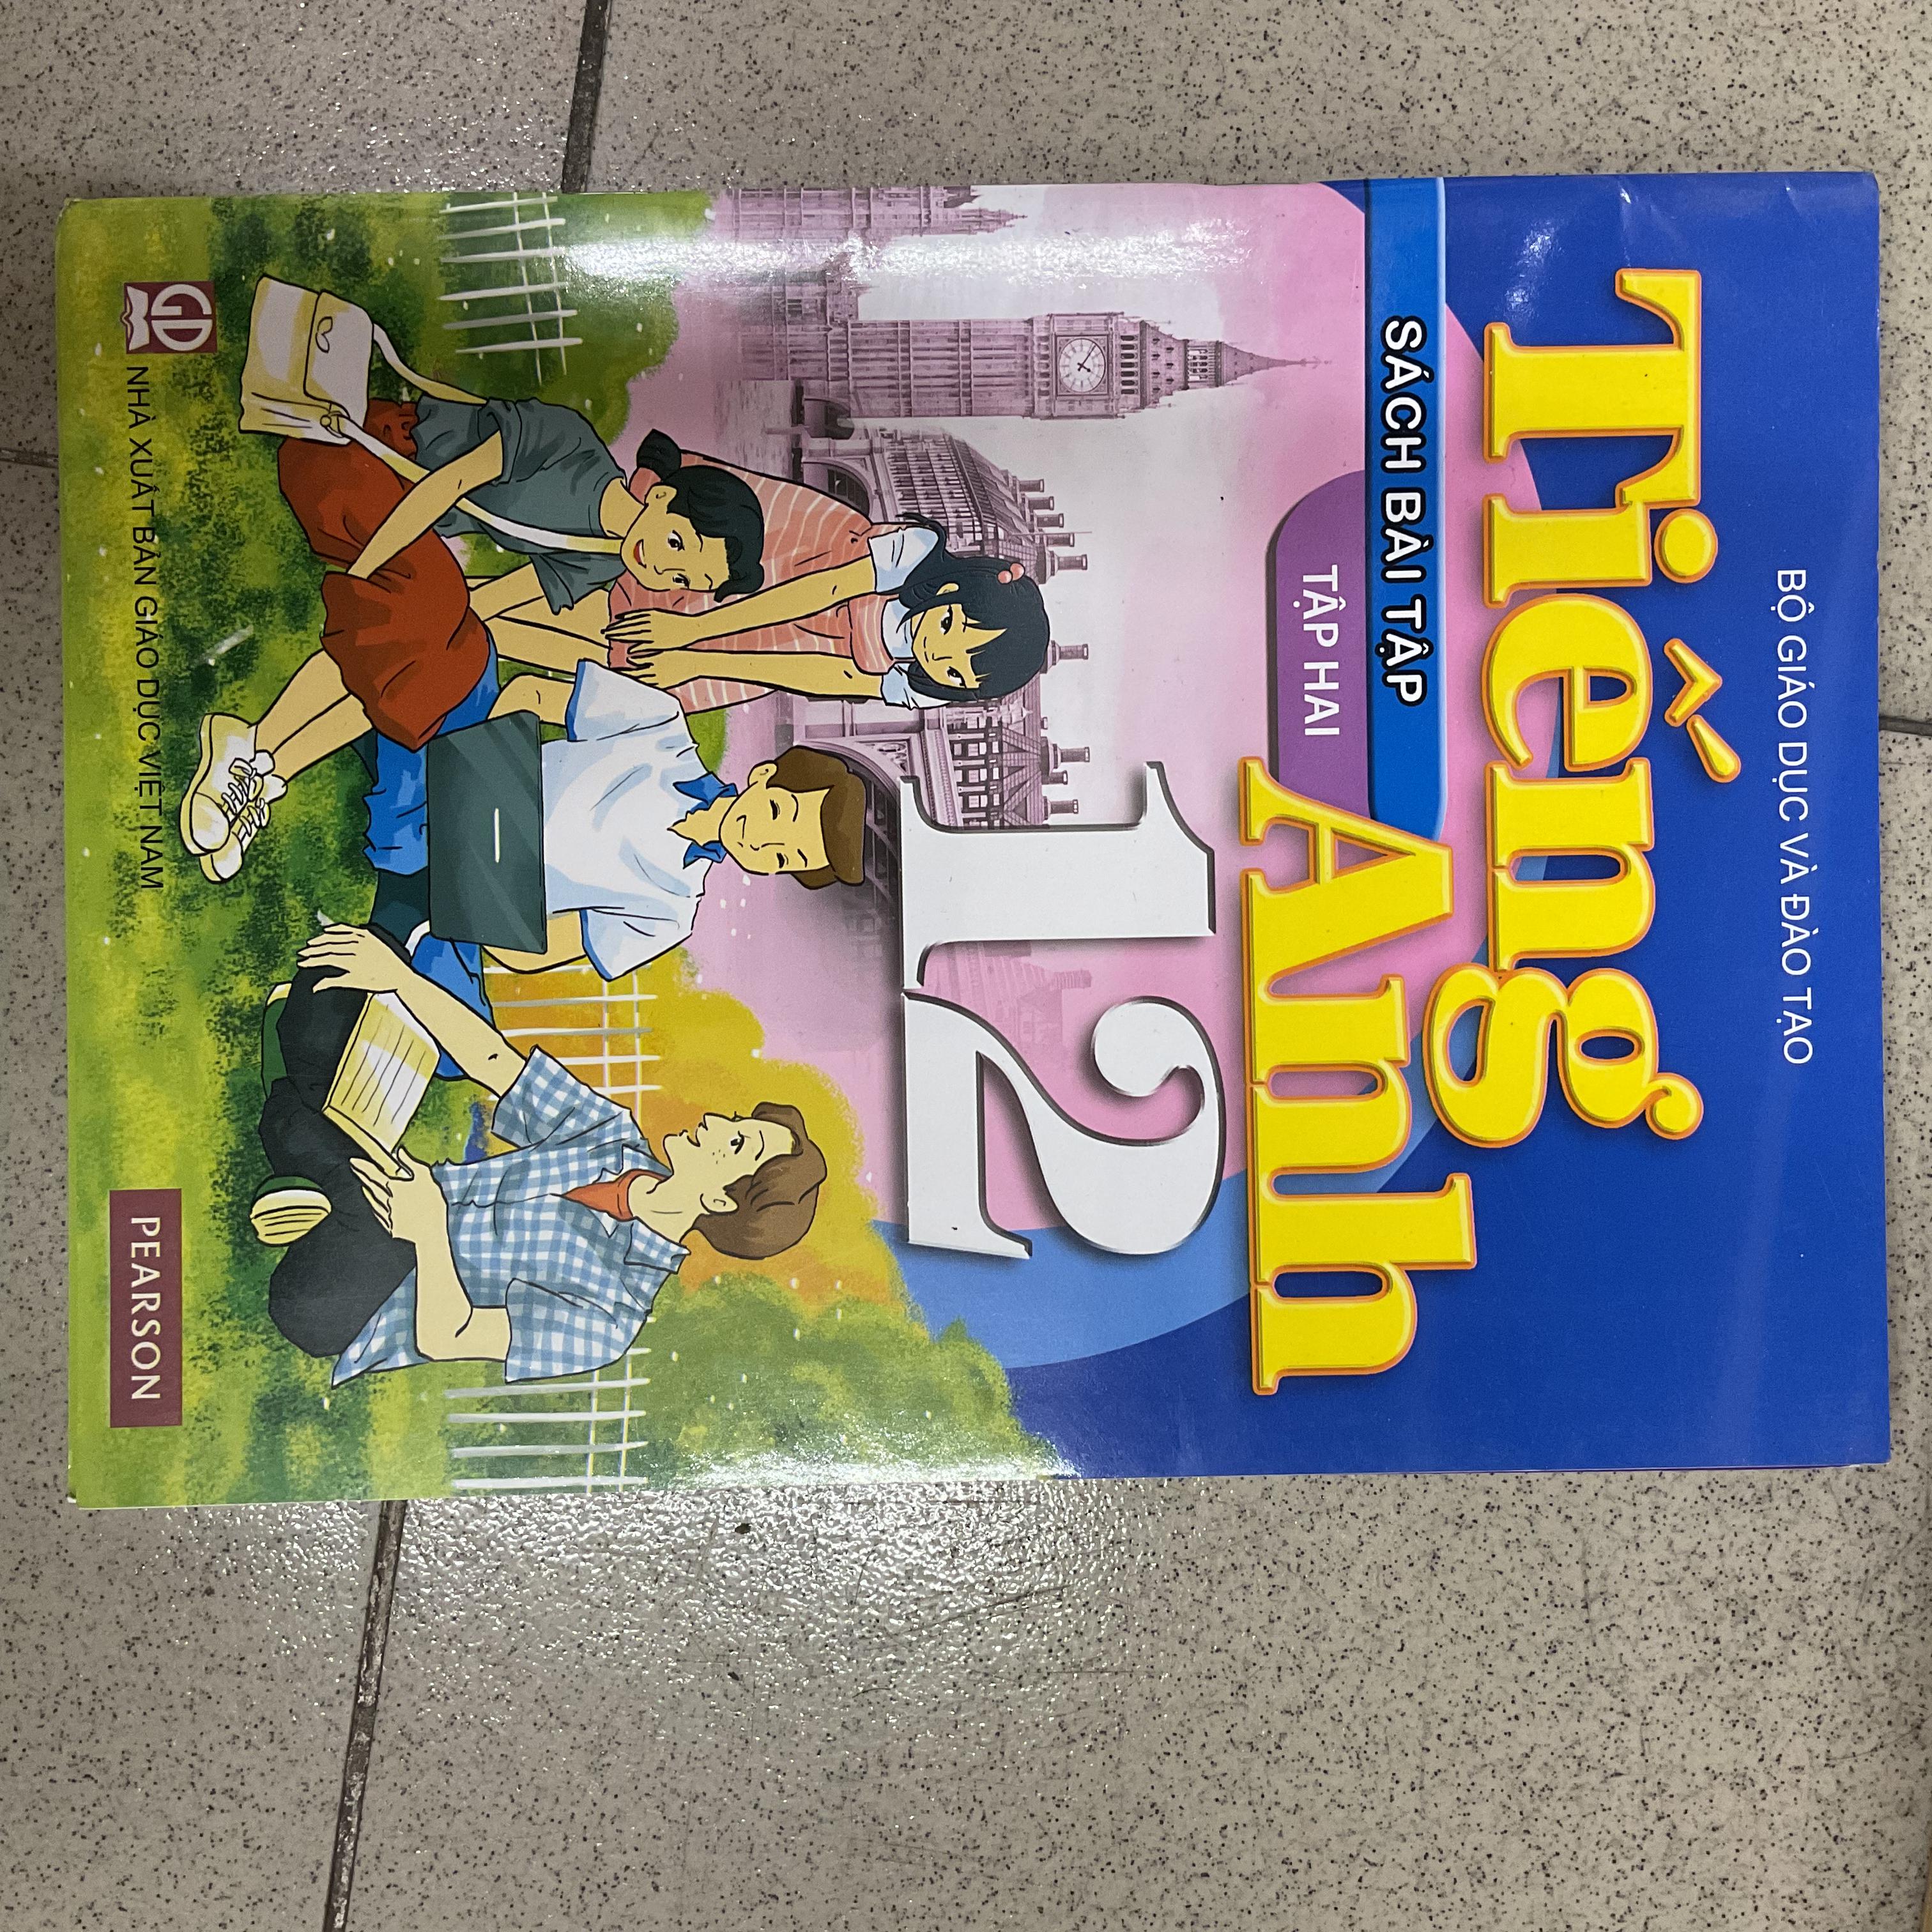 BỘ GIÁO DỤC VÀ ĐÀO TẠO
Tiếng
Anh
SÁCH BÀI TẬP
TẬP HAI
12
GD
NHÀ XUẤT BẢN GIÁO DỤC VIỆT NAM
PEARSON